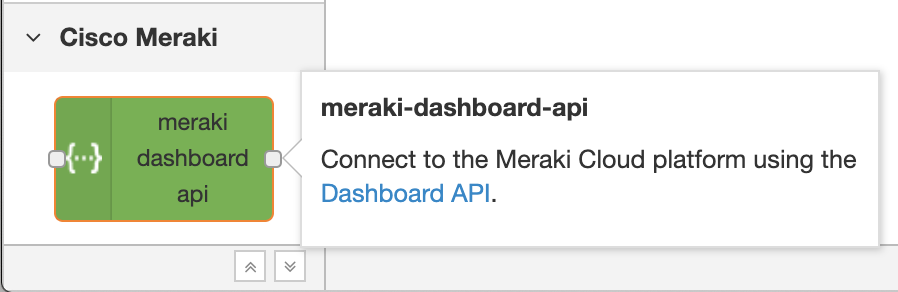 Cisco Meraki
meraki
dashboard
api
meraki-dashboard-api
Connect to the Meraki Cloud platform using the
Dashboard API.